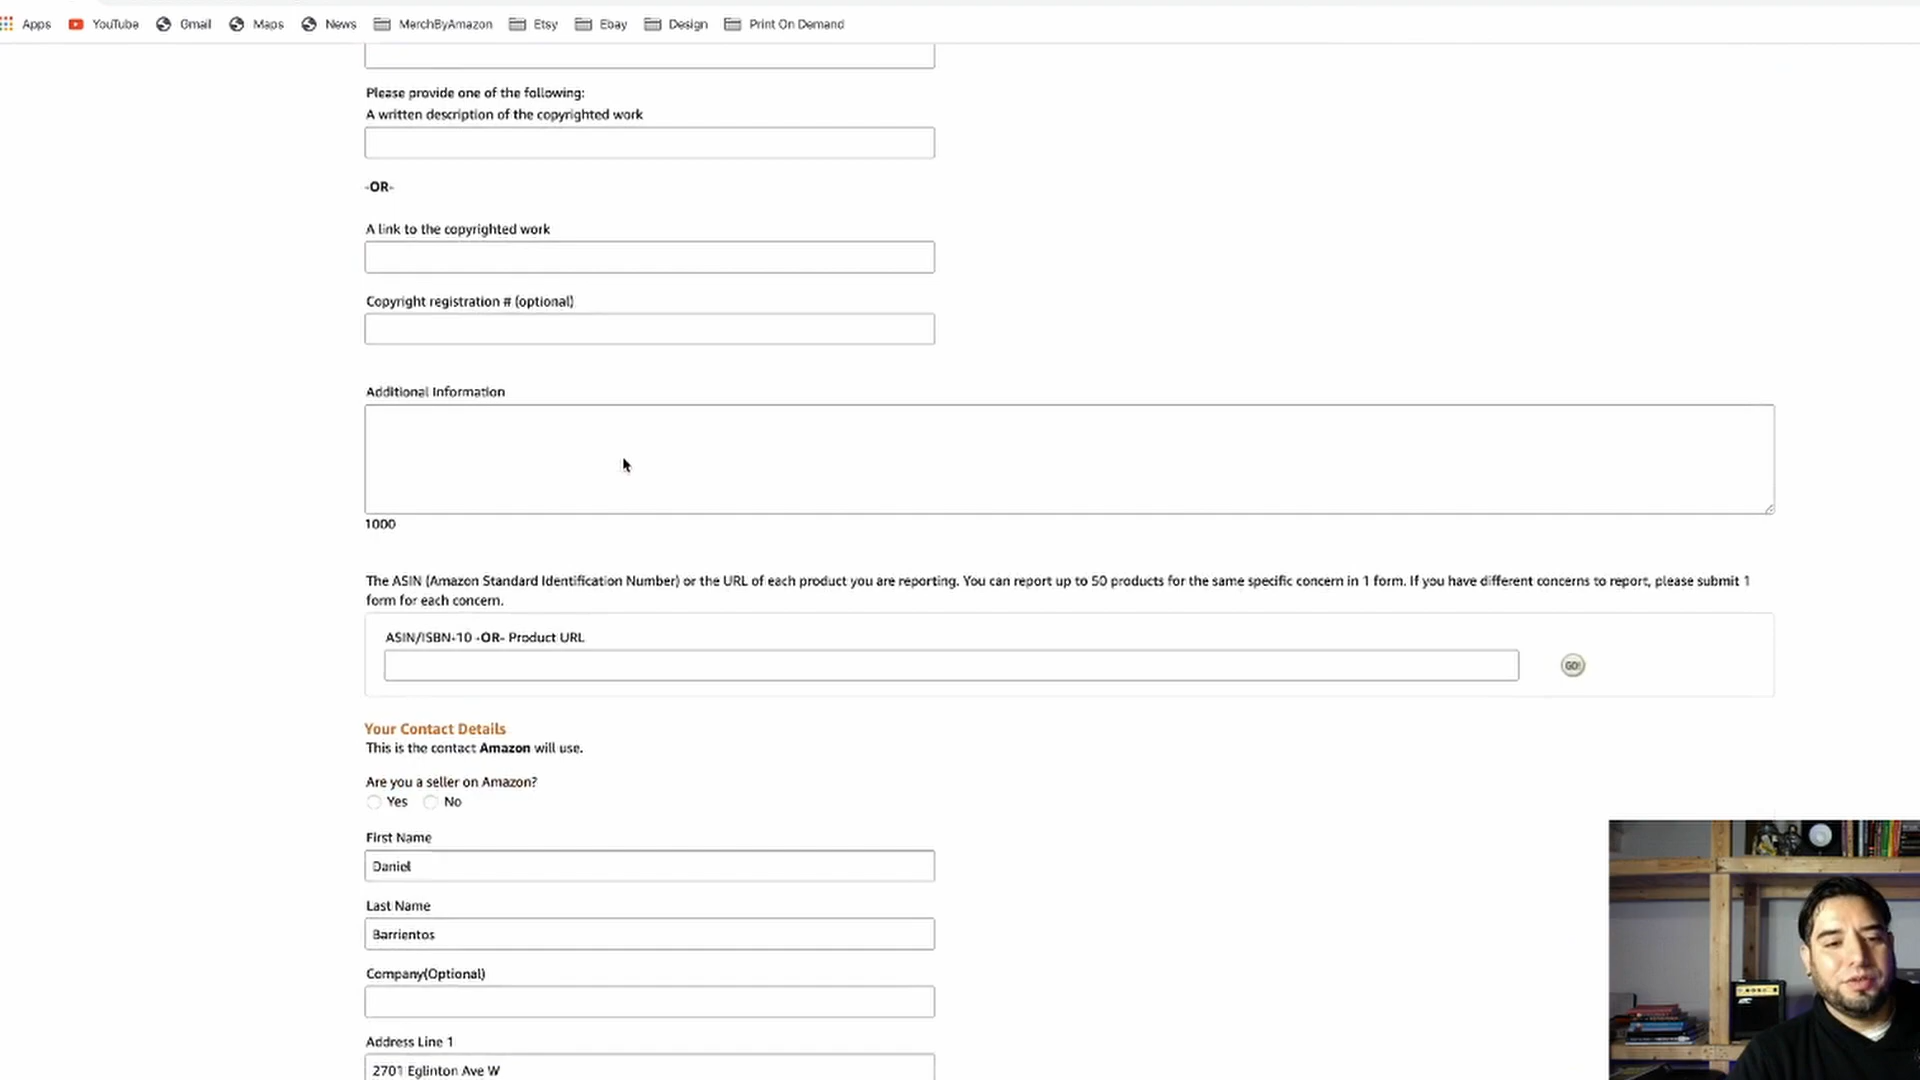 Apps YouTube Gmail Maps News MerchByAmazon Etsy Ebay Design Print On Demand
Please provide one of the following:
A written description of the copyrighted work
-OR-
A link to the copyrighted work
Copyright registration # (optional)
Additional Information
1000
The ASIN (Amazon Standard Identification Number) or the URL of each product you are reporting. You can report up to 50 products for the same specific concern in 1 form. If you have different concerns to report, please submit 1
form for each concern.
ASIN/ISBN-10 -OR- Product URL
GO!
Your Contact Details
This is the contact Amazon will use.
Are you a seller on Amazon?
Yes No
First Name
Daniel
Last Name
Barrientos
Company(Optional)
Address Line 1
2701 Eglinton Ave W